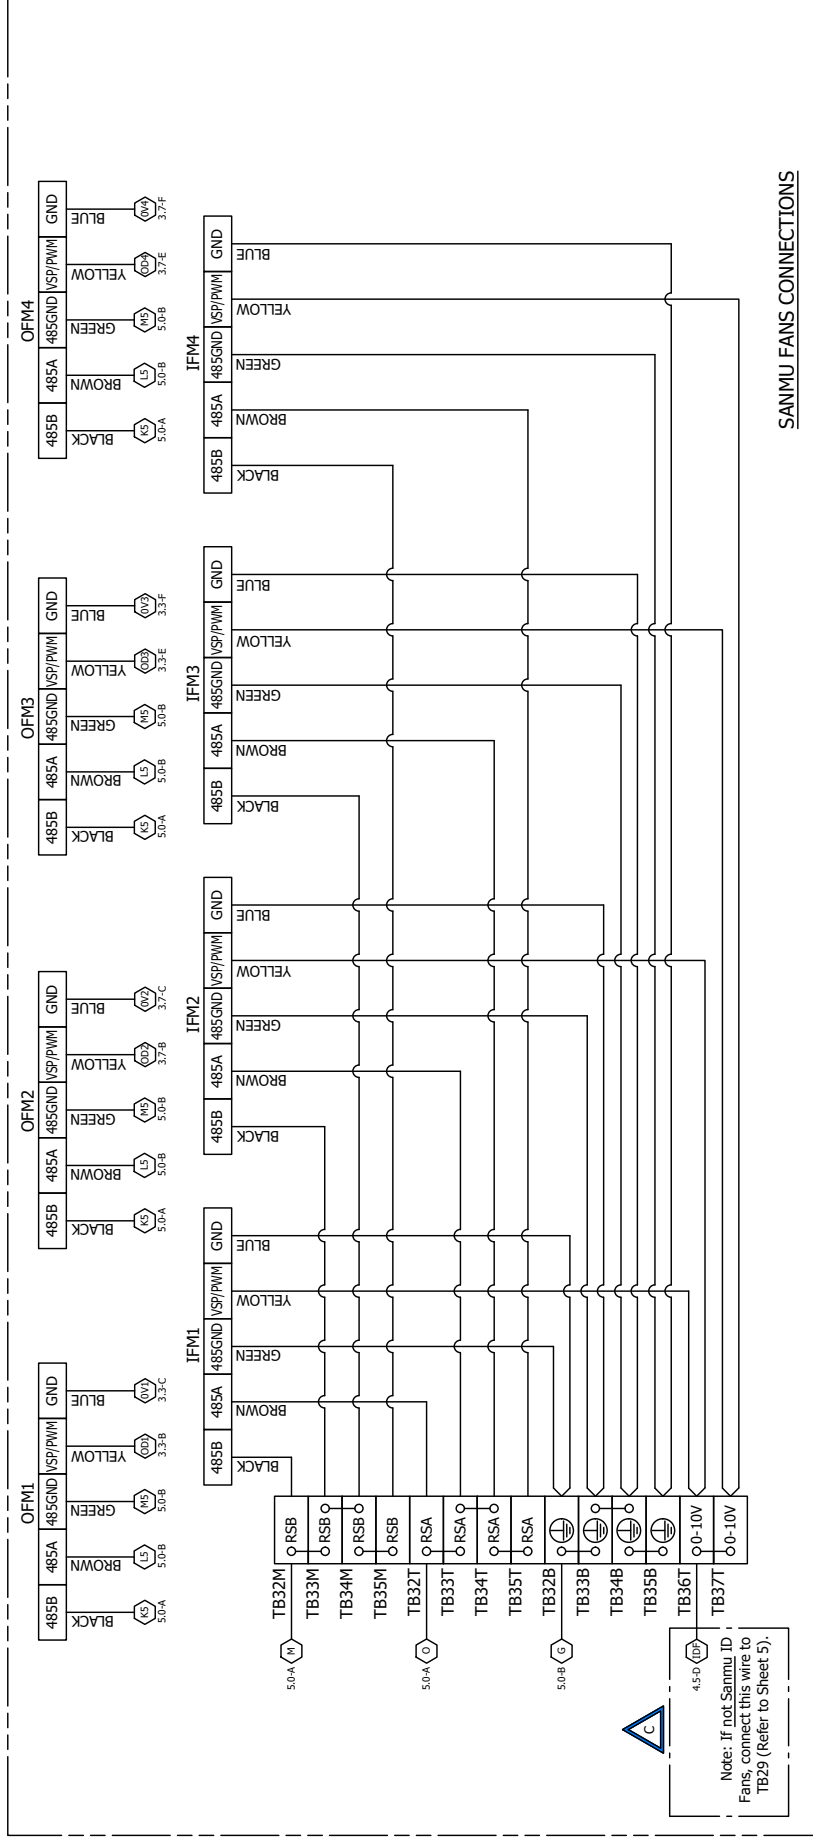 OFM1
485B 485A 485GND VSP/PWM GND
BLACK BROWN GREEN YELLOW BLUE
K5 L5 M5 OD1 0V1
5.0-A 5.0-B 5.0-B 3.3-B 3.3-C
OFM2
485B 485A 485GND VSP/PWM GND
BLACK BROWN GREEN YELLOW BLUE
K5 L5 M5 OD2 0V2
5.0-A 5.0-B 5.0-B 3.7-B 3.7-C
OFM3
485B 485A 485GND VSP/PWM GND
BLACK BROWN GREEN YELLOW BLUE
K5 L5 M5 OD3 0V3
5.0-A 5.0-B 5.0-B 3.3-E 3.3-F
OFM4
485B 485A 485GND VSP/PWM GND
BLACK BROWN GREEN YELLOW BLUE
K5 L5 M5 OD4 0V4
5.0-A 5.0-B 5.0-B 3.7-E 3.7-F
IFM1
485B 485A 485GND VSP/PWM GND
BLACK BROWN GREEN YELLOW BLUE
IFM2
485B 485A 485GND VSP/PWM GND
BLACK BROWN GREEN YELLOW BLUE
IFM3
485B 485A 485GND VSP/PWM GND
BLACK BROWN GREEN YELLOW BLUE
IFM4
485B 485A 485GND VSP/PWM GND
BLACK BROWN GREEN YELLOW BLUE
5.0-A M TB32M RSB
TB33M RSB
TB34M RSB
TB35M RSB
5.0-A O TB32T RSA
TB33T RSA
TB34T RSA
TB35T RSA
5.0-B G TB32B
TB33B
TB34B
TB35B
4.5-D IDF TB36T 0-10V
TB37T 0-10V
C
Note: If not Sanmu ID
Fans, connect this wire to
TB29 (Refer to Sheet 5).
SANMU FANS CONNECTIONS